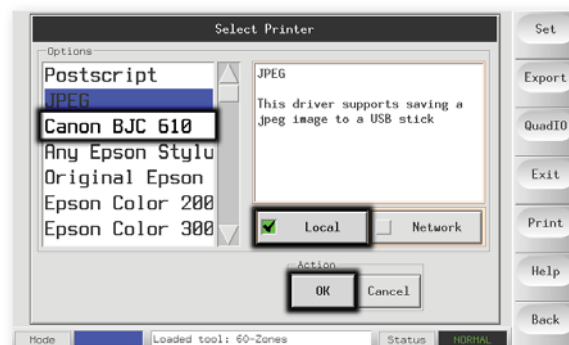 Select Printer
Options
Postscript
JPEG
Canon BJC 610
Any Epson Stylu
Original Epson
Epson Color 200
Epson Color 300
JPEG
This driver supports saving a
jpeg image to a USB stick
Local
Network
Action
OK
Cancel
Set
Export
QuadIO
Exit
Print
Help
Back
Mode
Loaded tool: 60-Zones
Status
NORMAL